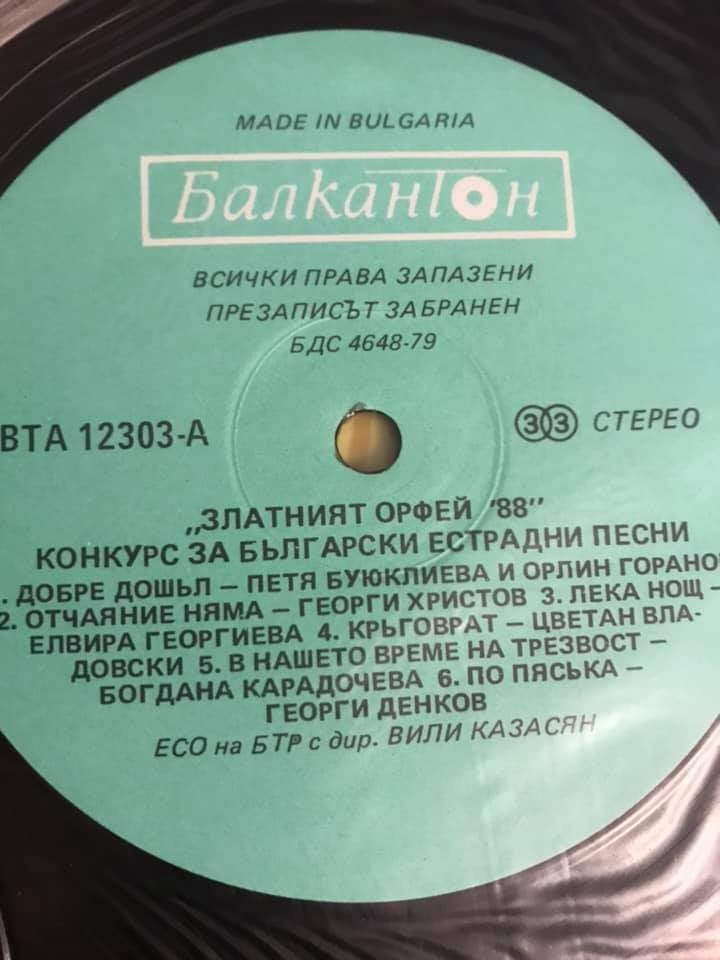 MADE IN BULGARIA
Балкантон
ВСИЧКИ ПРАВА ЗАПАЗЕНИ
ПРЕЗАПИСЪТ ЗАБРАНЕН
БДС 4648-79
ВТА 12303-А
33 СТЕРЕО
„ЗЛАТНИЯТ ОРФЕЙ '88"
КОНКУРС ЗА БЪЛГАРСКИ ЕСТРАДНИ ПЕСНИ
. ДОБРЕ ДОШЪЛ – ПЕТЯ БУЮКЛИЕВА И ОРЛИН ГОРАНО
2. ОТЧАЯНИЕ НЯМА – ГЕОРГИ ХРИСТОВ 3. ЛЕКА НОЩ –
ЕЛВИРА ГЕОРГИЕВА 4. КРЪГОВРАТ – ЦВЕТАН ВЛА-
ДОВСКИ 5. В НАШЕТО ВРЕМЕ НА ТРЕЗВОСТ –
БОГДАНА КАРАДОЧЕВА 6. ПО ПЯСЪКА –
ГЕОРГИ ДЕНКОВ
ЕСО на БТР с дир. ВИЛИ КАЗАСЯН